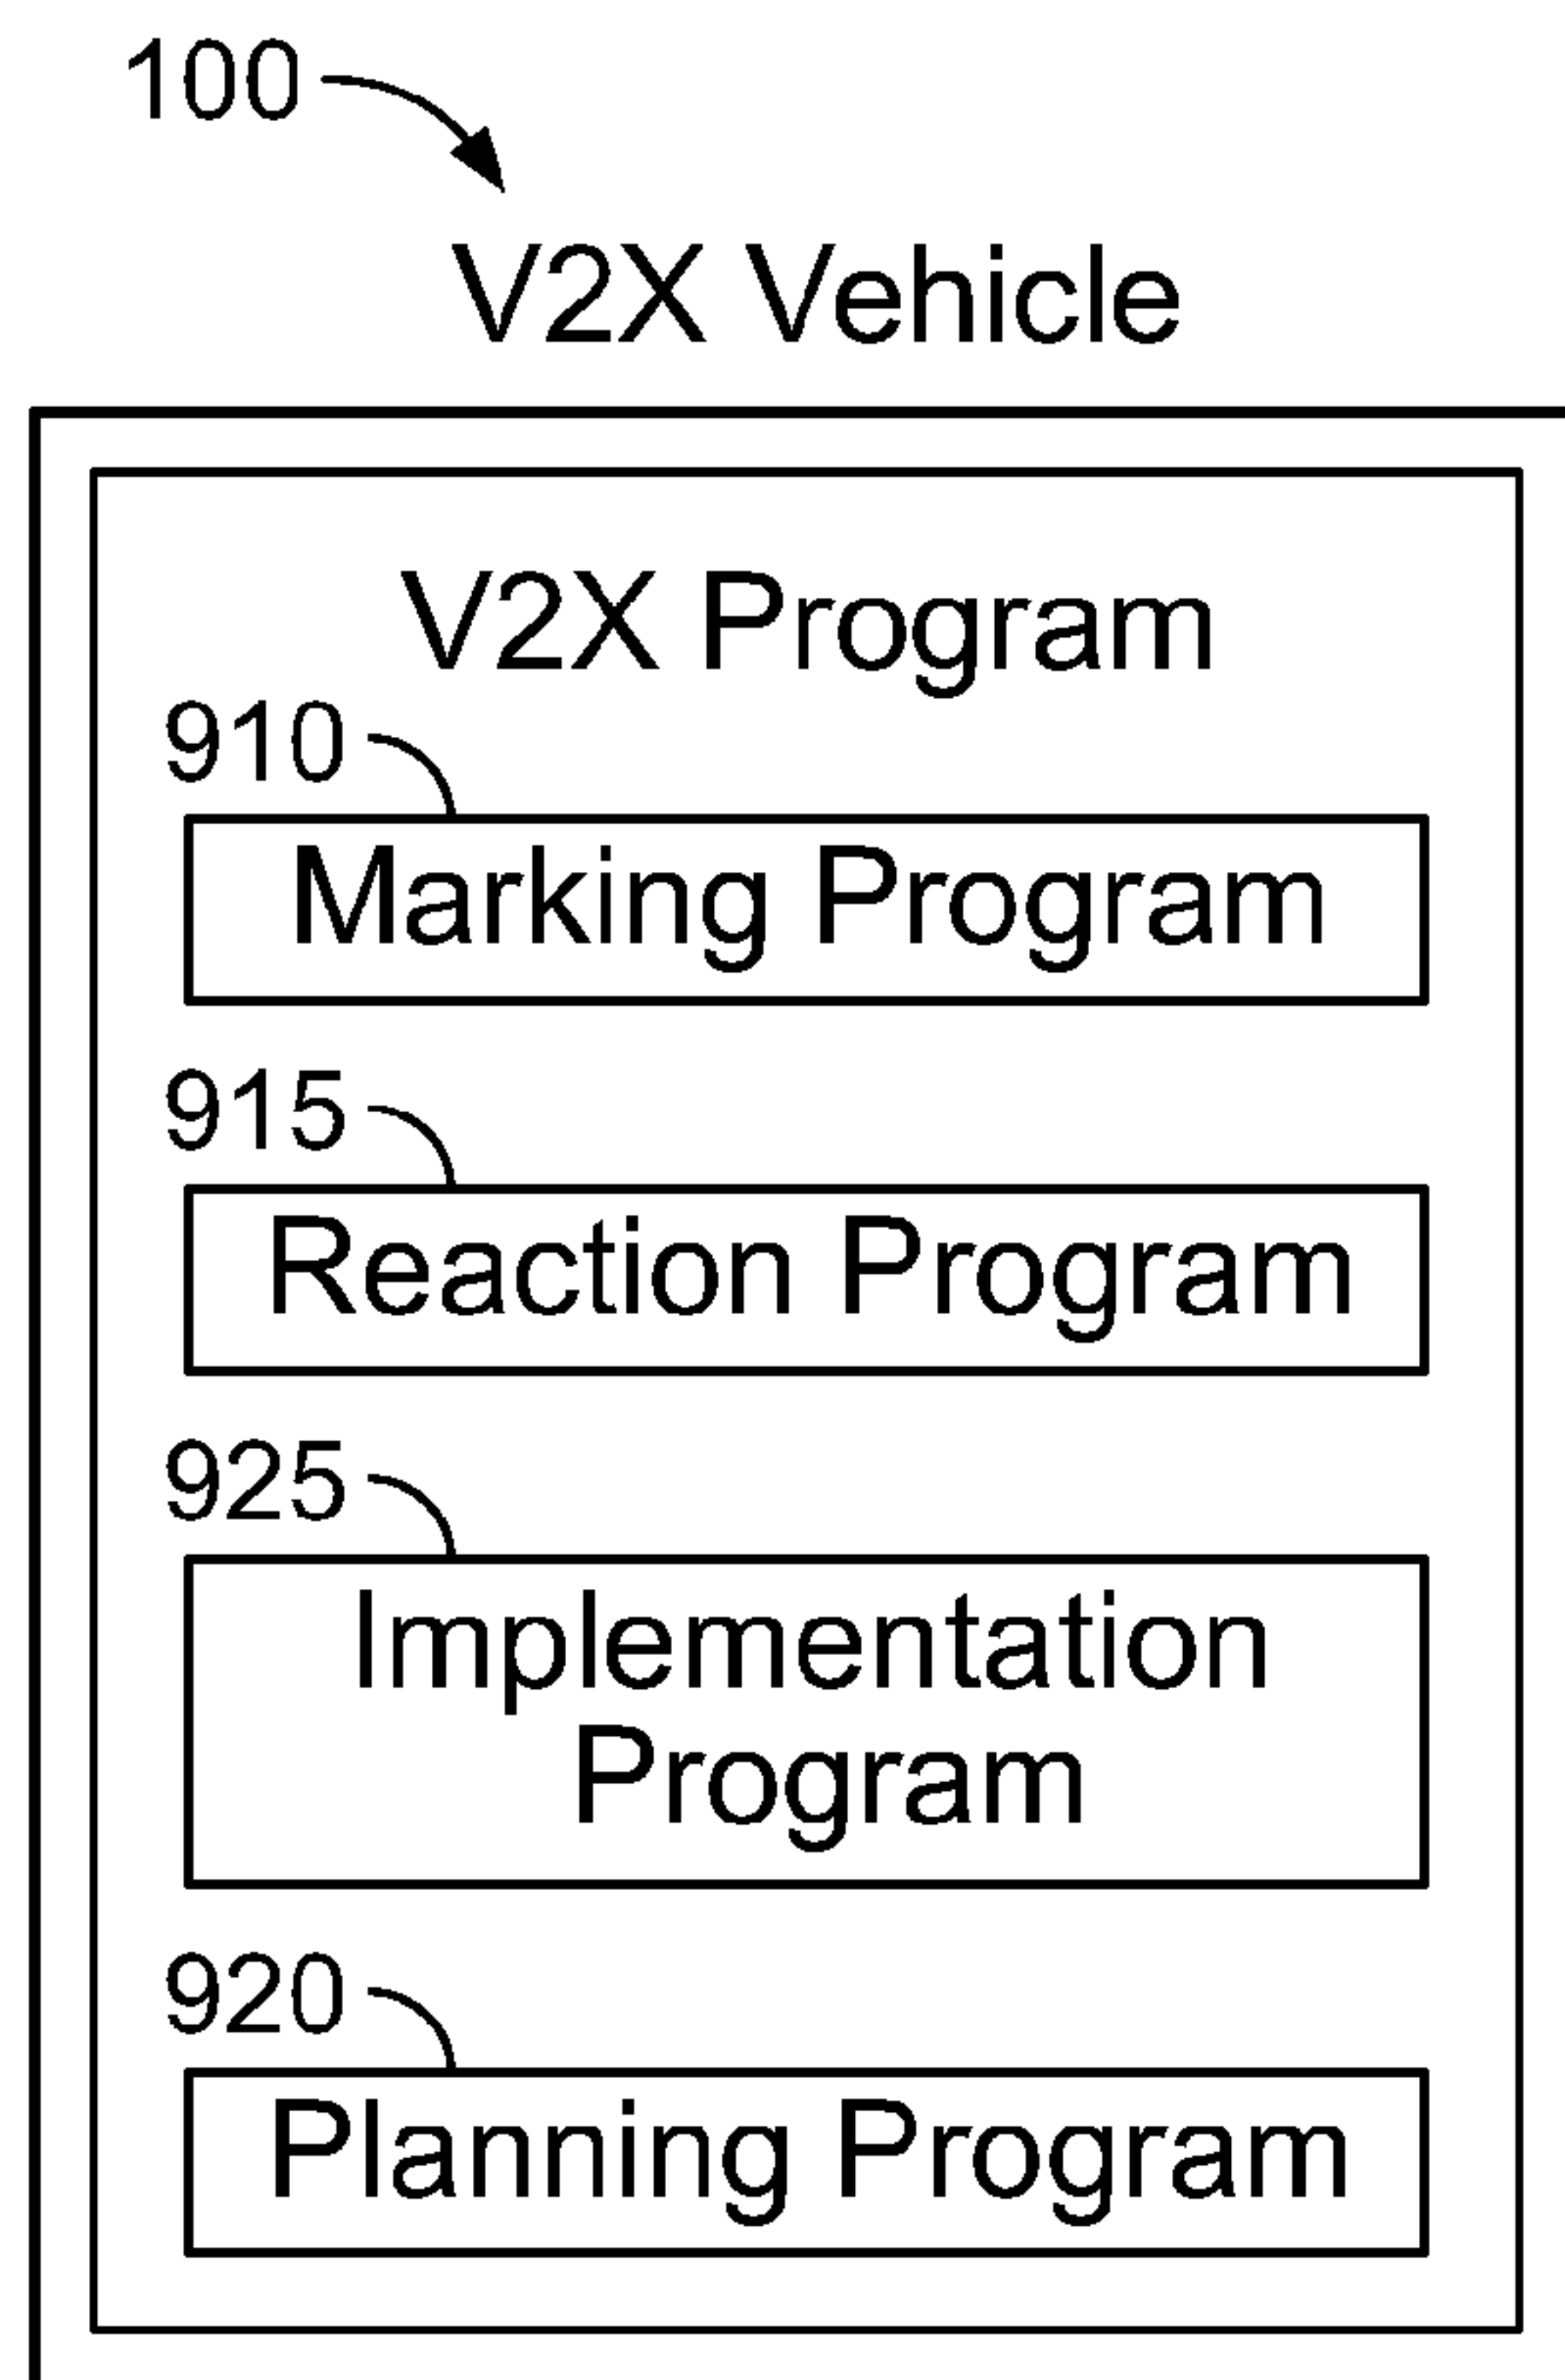 100
V2X Vehicle
V2X Program
910
Marking Program
915
Reaction Program
925
Implementation
Program
920
Planning Program